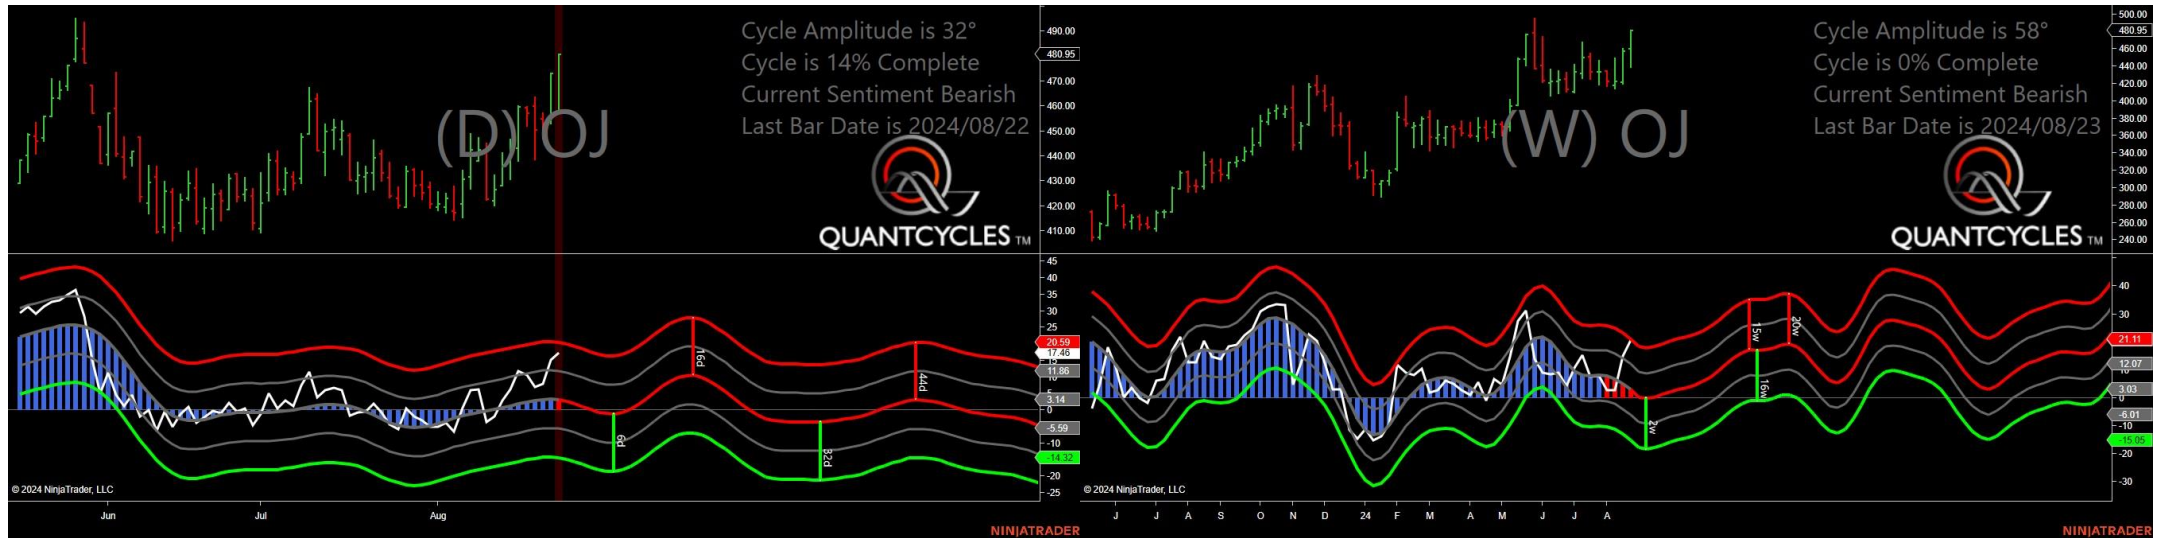 Cycle Amplitude is 32°
Cycle is 14% Complete
Current Sentiment Bearish
Last Bar Date is 2024/08/22
(D) OJ
QUANTCYCLES TM
490.00
480.95
470.00
460.00
450.00
440.00
430.00
420.00
410.00
45
40
35
30
25
20.59
17.46
11.86
3.14
0
-5.59
-10
-14.32
-20
-25
16d
44d
6d
32d
© 2024 NinjaTrader, LLC
Jun Jul Aug
NINJATRADER
Cycle Amplitude is 58°
Cycle is 0% Complete
Current Sentiment Bearish
Last Bar Date is 2024/08/23
(W) OJ
QUANTCYCLES TM
500.00
480.95
460.00
440.00
420.00
400.00
380.00
360.00
340.00
320.00
300.00
280.00
260.00
240.00
40
30
21.11
12.07
3.03
0
-6.01
-10
-15.05
-20
-30
15w
20w
16w
2w
© 2024 NinjaTrader, LLC
J J A S O N D 24 F M A M J J A
NINJATRADER